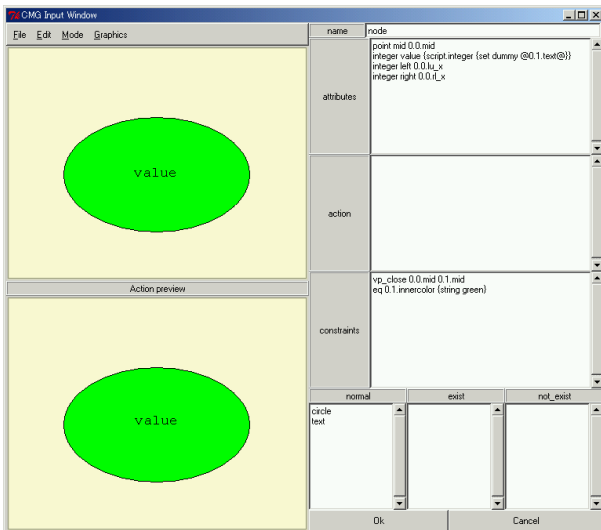 CMG Input Window
File Edit Mode Graphics
value
Action preview
value
name
node
attributes
point mid 0.0.mid
integer value {script.integer {set dummy @0.1.text@}}
integer left 0.0.lu_x
integer right 0.0.rl_x
action
constraints
vp_close 0.0.mid 0.1.mid
eq 0.1.innercolor {string green}
normal
exist
not_exist
circle
text
Ok
Cancel